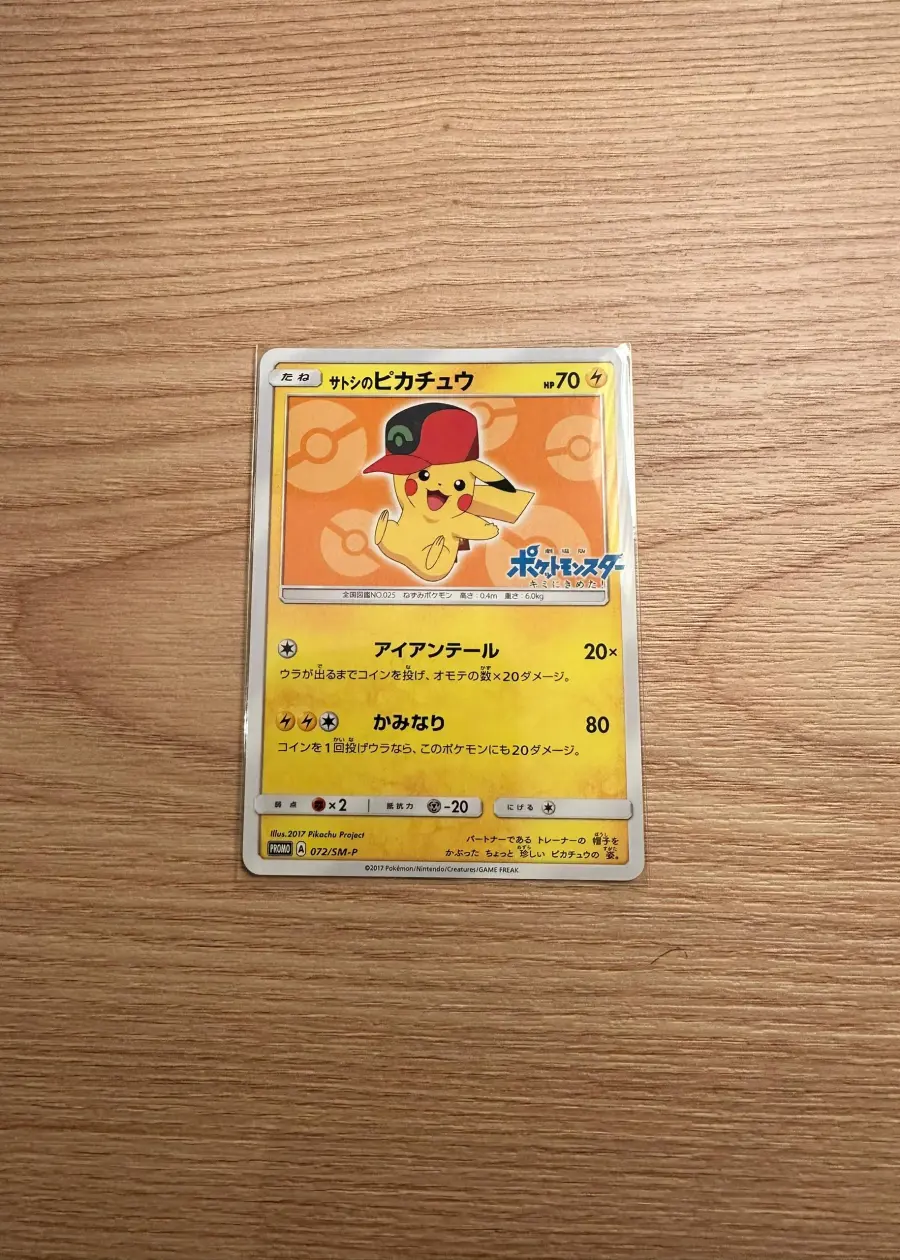 たね サトシのピカチュウ HP70
劇場版
ポケットモンスター
キミにきめた!
全国図鑑NO.025 ねずみポケモン 高さ:0.4m 重さ:6.0kg
アイアンテール 20×
ウラが出るまでコインを投げ、オモテの数×20ダメージ。
かみなり 80
コインを1回投げウラなら、このポケモンにも20ダメージ。
弱点 ×2 抵抗力 -20 にげる
Illus.2017 Pikachu Project
PROMO A 072/SM-P
パートナーである トレーナーの 帽子を
かぶった ちょっと 珍しい ピカチュウの 姿。
©2017 Pokémon/Nintendo/Creatures/GAME FREAK